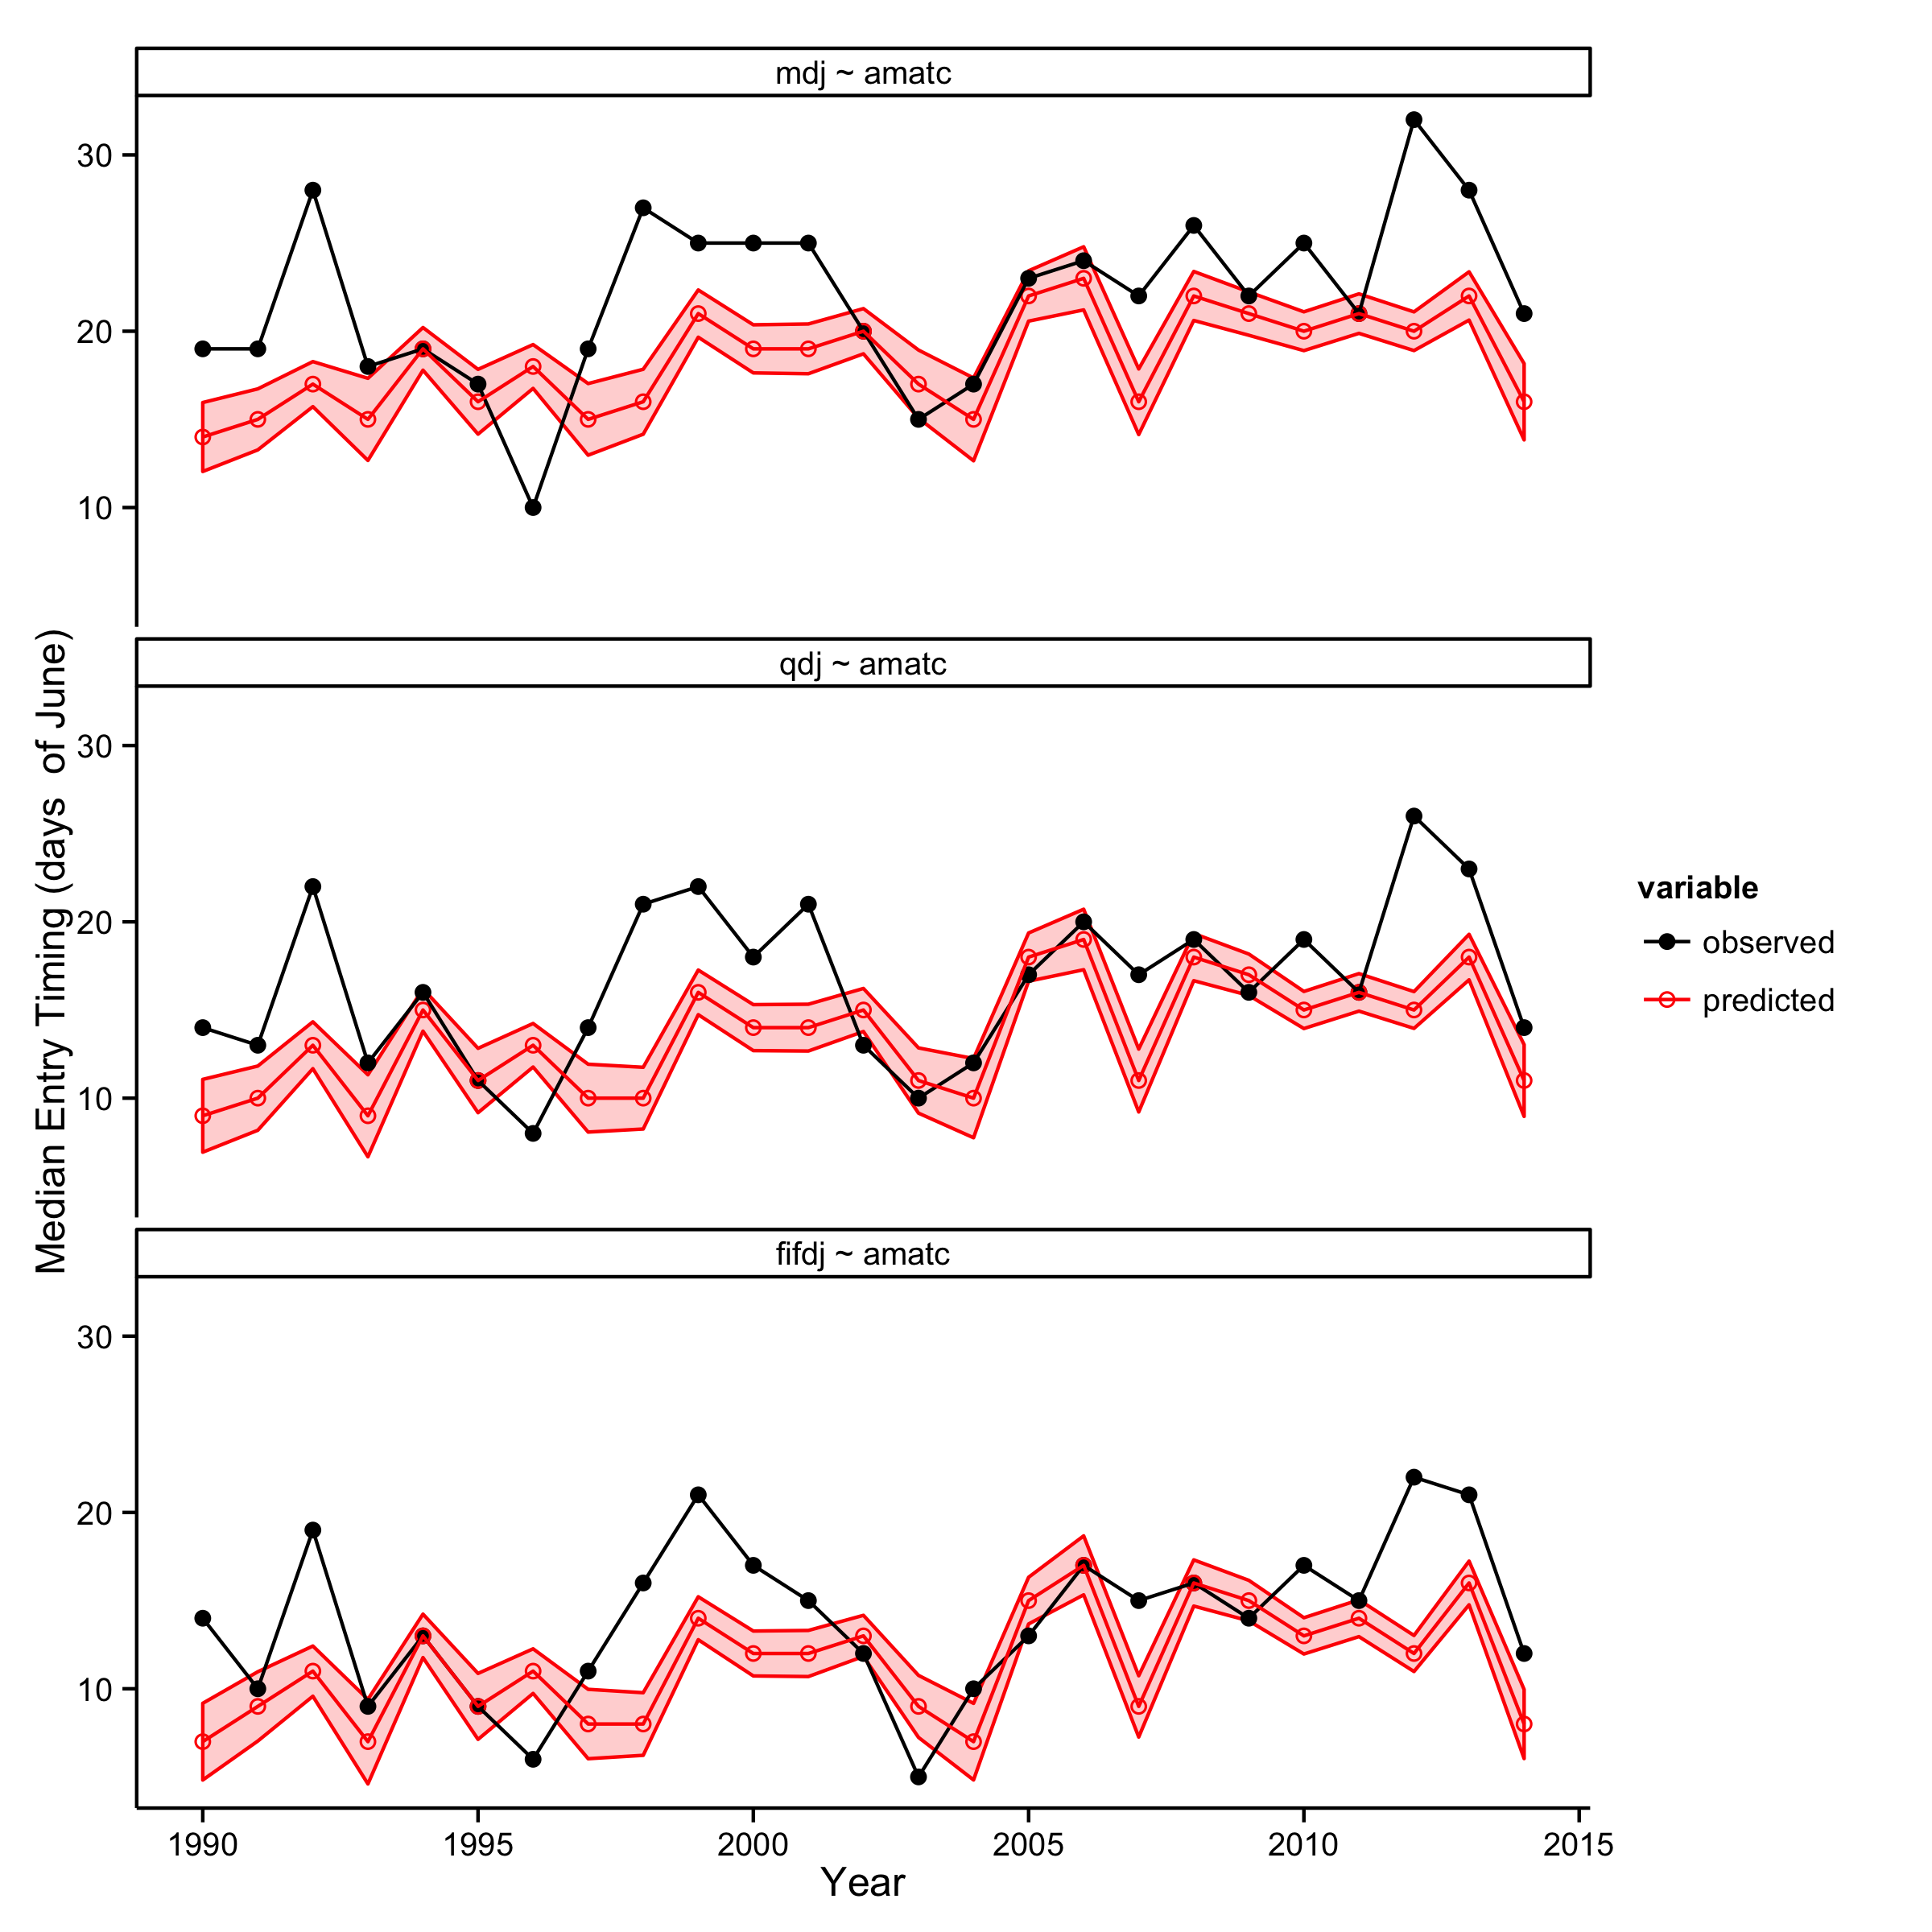 mdj ~ amatc
30
20
10
qdj ~ amatc
30
20
10
fifdj ~ amatc
30
20
10
Median Entry Timing (days of June)
1990 1995 2000 2005 2010 2015
Year
variable
observed
predicted